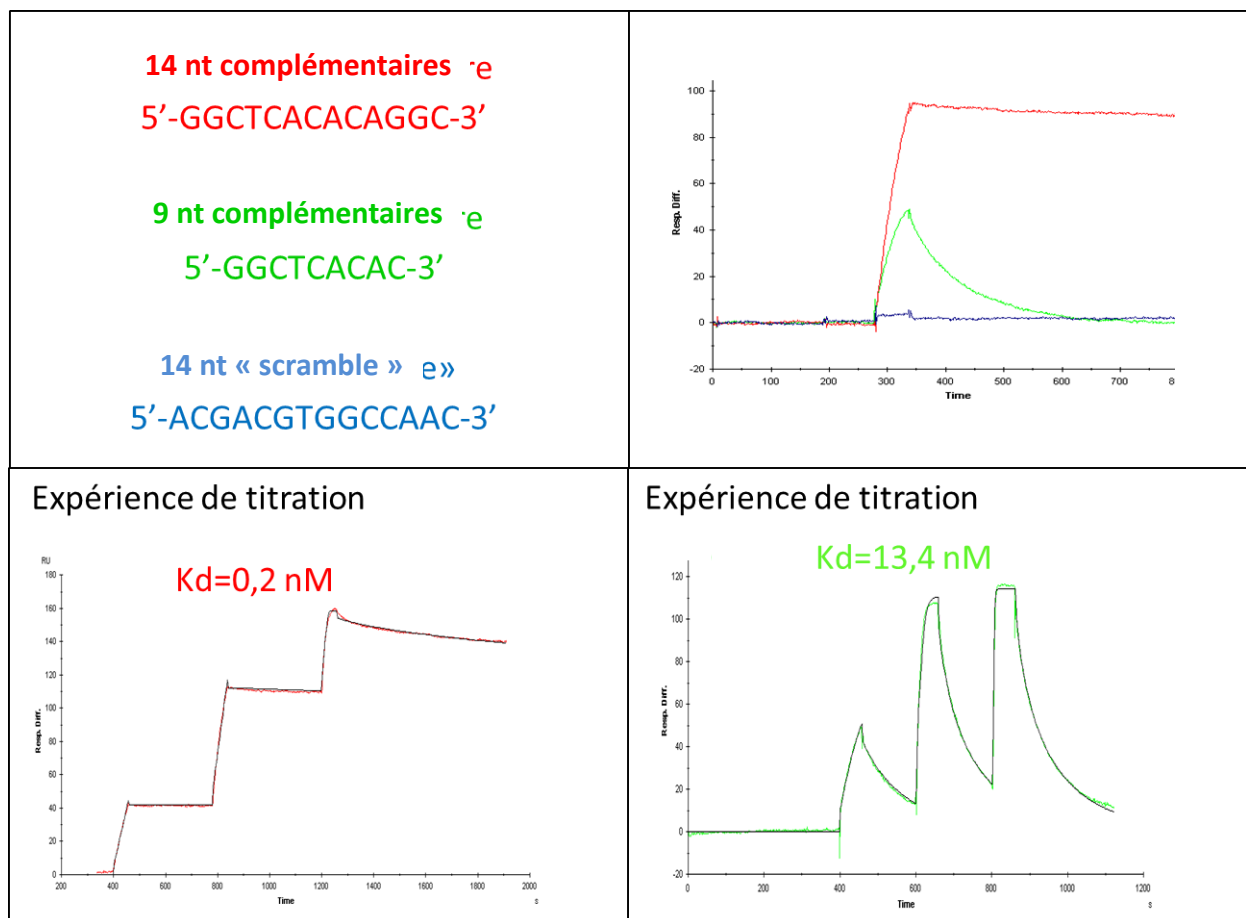 14 nt complémentaires re
5’-GGCTCACACAGGC-3’
9 nt complémentaires re
5’-GGCTCACAC-3’
14 nt « scramble » e»
5’-ACGACGTGGCCAAC-3’
100
80
60
40
20
0
-20
Resp. Diff.
0 100 200 300 400 500 600 700 8
Time
Expérience de titration
Kd=0,2 nM
RU
180
160
140
120
100
80
60
40
20
0
Resp. Diff.
200 400 600 800 1000 1200 1400 1600 1800 2000
Time s
Expérience de titration
Kd=13,4 nM
120
100
80
60
40
20
0
-20
Resp. Diff.
0 200 400 600 800 1000 1200
Time s